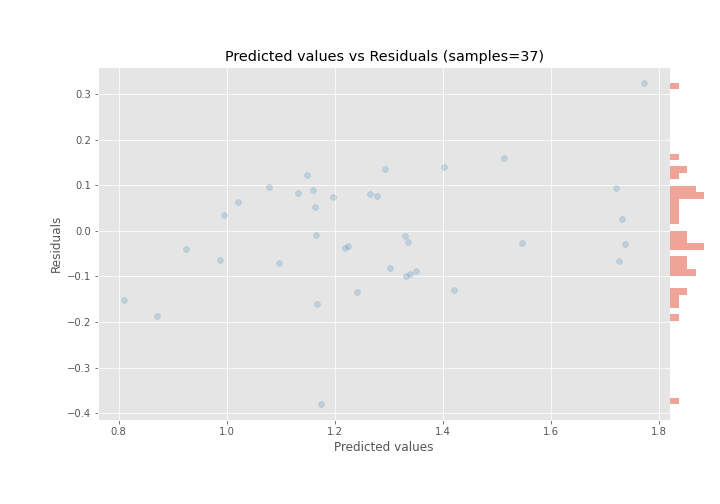 Predicted values vs Residuals (samples=37)
0.3
0.2
0.1
0.0
−0.1
−0.2
−0.3
−0.4
Residuals
0.8 1.0 1.2 1.4 1.6 1.8
Predicted values